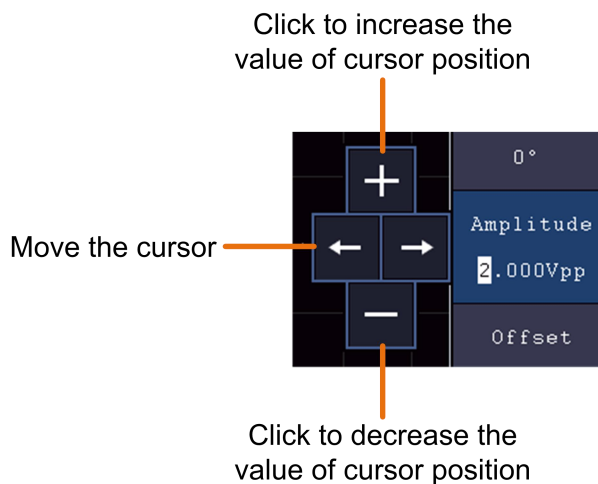 Click to increase the
value of cursor position
+
0°
Amplitude
Move the cursor
← →
2.000Vpp
−
Offset
Click to decrease the
value of cursor position